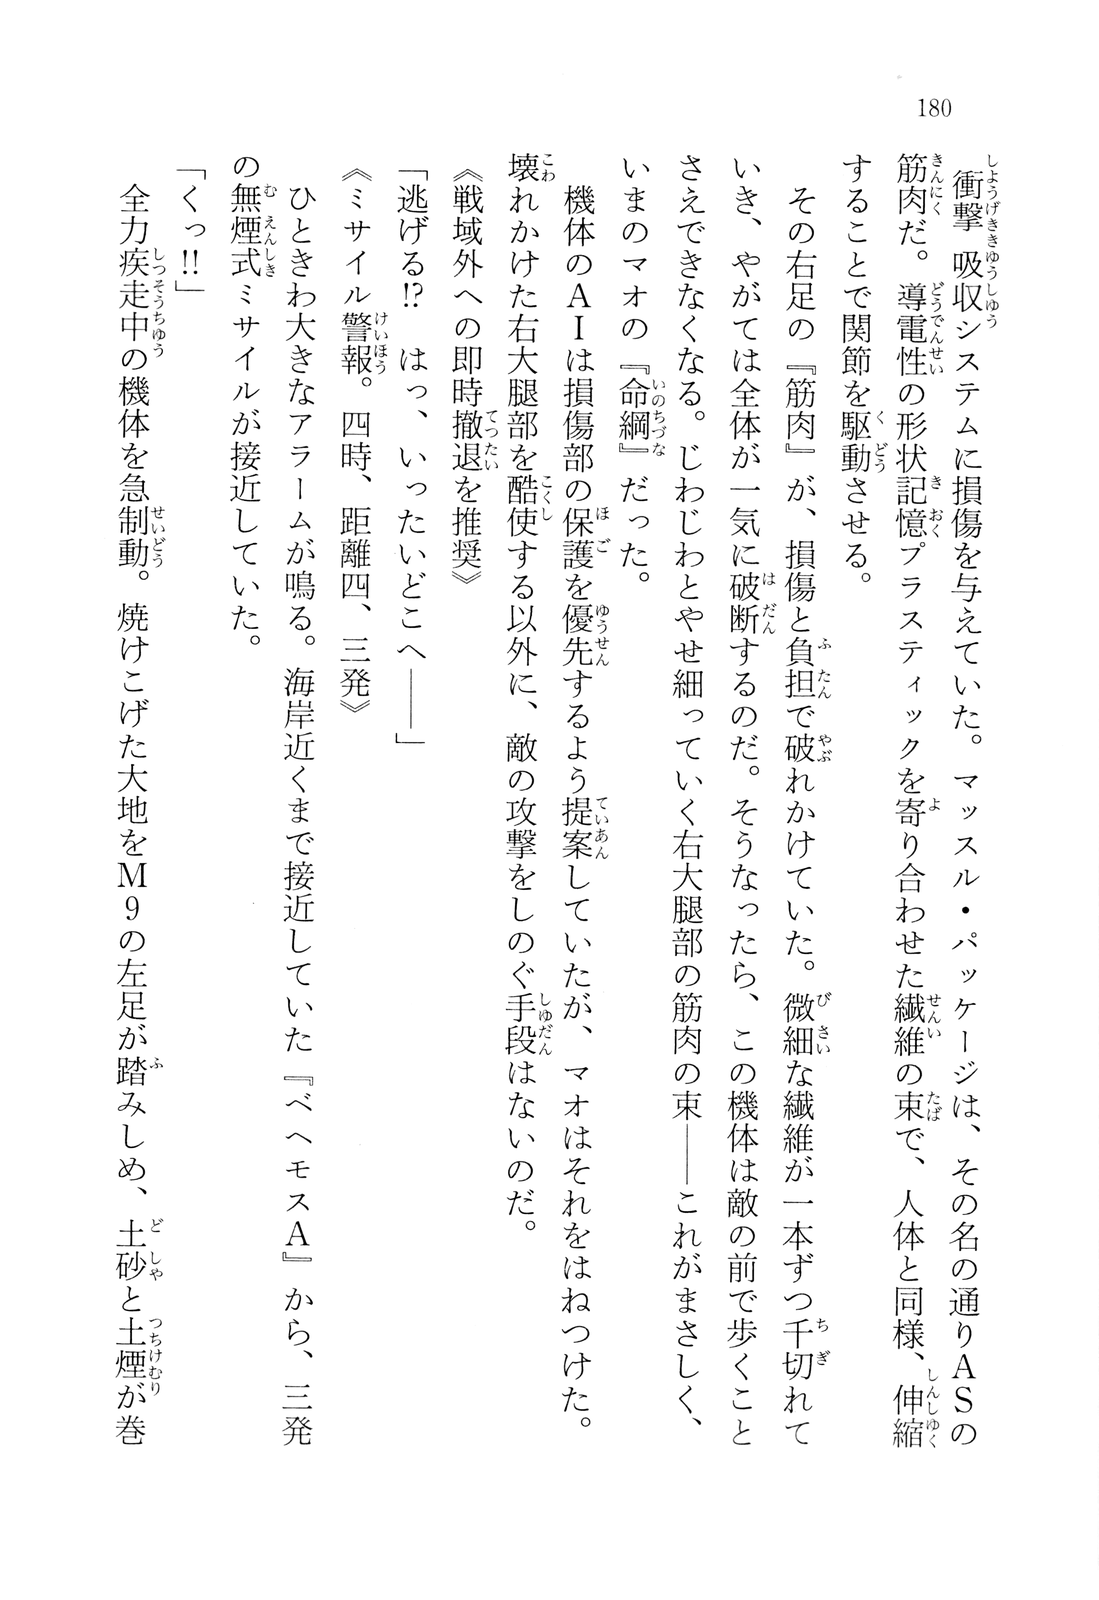 180
衝撃吸収システムに損傷を与えていた。マッスル・パッケージは、その名の通りASの
筋肉だ。導電性の形状記憶プラスティックを寄り合わせた繊維の束で、人体と同様、伸縮
することで関節を駆動させる。
その右足の『筋肉』が、損傷と負担で破れかけていた。微細な繊維が一本ずつ千切れて
いき、やがては全体が一気に破断するのだ。そうなったら、この機体は敵の前で歩くこと
さえできなくなる。じわじわとやせ細っていく右大腿部の筋肉の束――これがまさしく、
いまのマオの『命綱』だった。
機体のAIは損傷部の保護を優先するよう提案していたが、マオはそれをはねつけた。
壊れかけた右大腿部を酷使する以外に、敵の攻撃をしのぐ手段はないのだ。
《戦域外への即時撤退を推奨》
「逃げる!? はっ、いったいどこへ――」
《ミサイル警報。四時、距離四、三発》
ひときわ大きなアラームが鳴る。海岸近くまで接近していた『ベヘモスA』から、三発
の無煙式ミサイルが接近していた。
「くっ!!」
全力疾走中の機体を急制動。焼けこげた大地をM9の左足が踏みしめ、土砂と土煙が巻